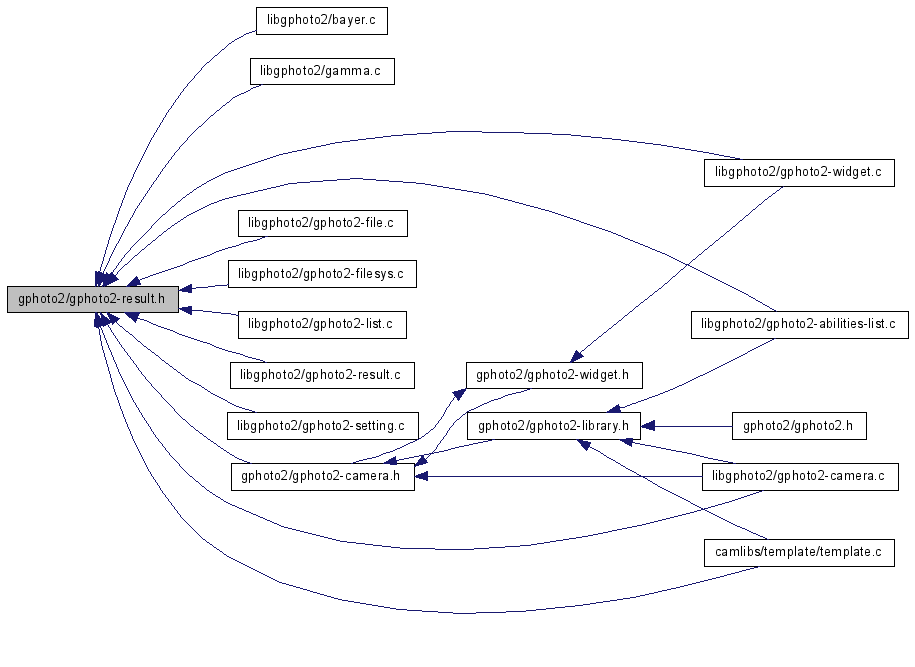 libgphoto2/bayer.c
libgphoto2/gamma.c
libgphoto2/gphoto2-widget.c
libgphoto2/gphoto2-file.c
libgphoto2/gphoto2-filesys.c
gphoto2/gphoto2-result.h
libgphoto2/gphoto2-list.c
libgphoto2/gphoto2-abilities-list.c
libgphoto2/gphoto2-result.c
gphoto2/gphoto2-widget.h
libgphoto2/gphoto2-setting.c
gphoto2/gphoto2-library.h
gphoto2/gphoto2.h
gphoto2/gphoto2-camera.h
libgphoto2/gphoto2-camera.c
camlibs/template/template.c